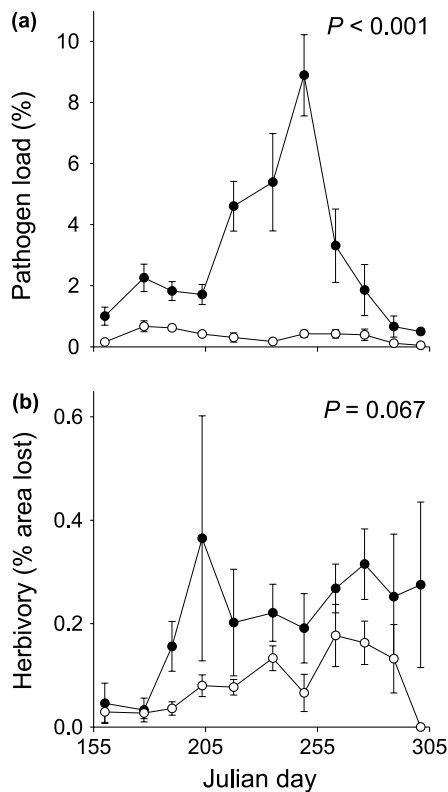 (a)
P < 0.001
10
8
6
4
2
0
Pathogen load (%)
(b)
P = 0.067
0.6
0.4
0.2
0.0
Herbivory (% area lost)
155 205 255 305
Julian day